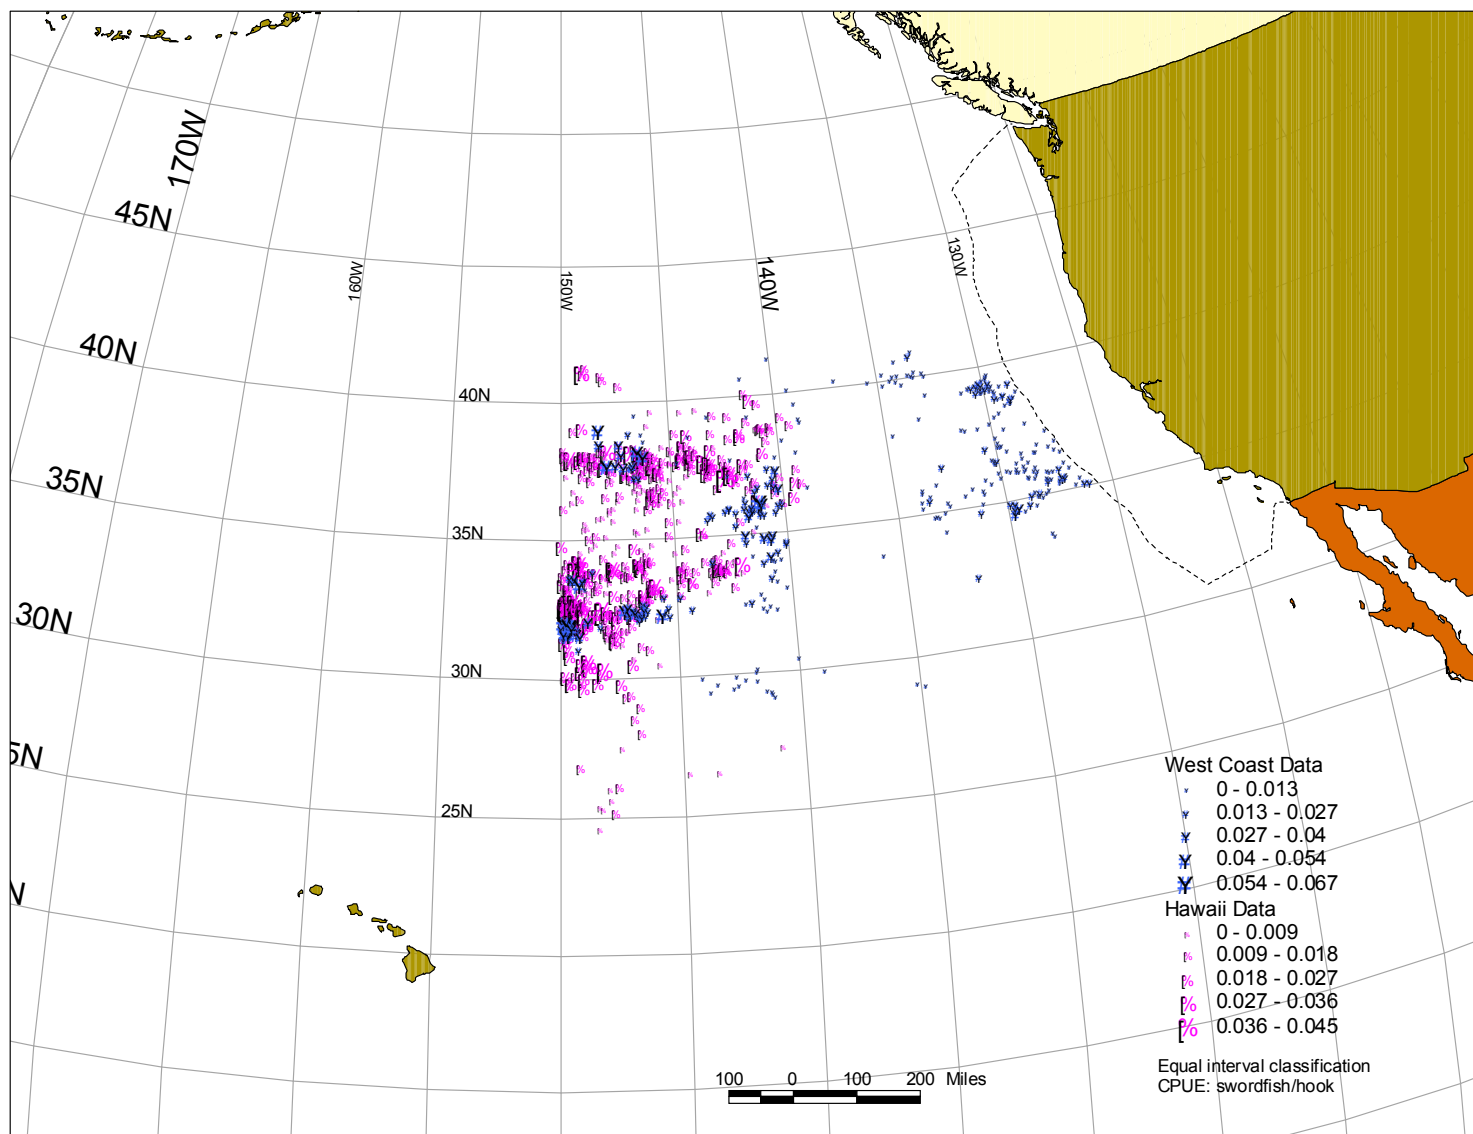 170W
45N
130W
160W
150W
140W
40N
40N
35N
35N
30N
30N
5N
25N
N
West Coast Data
0 - 0.013
0.013 - 0.027
0.027 - 0.04
0.04 - 0.054
0.054 - 0.067
Hawaii Data
0 - 0.009
0.009 - 0.018
0.018 - 0.027
0.027 - 0.036
0.036 - 0.045
Equal interval classification
CPUE: swordfish/hook
100 0 100 200 Miles